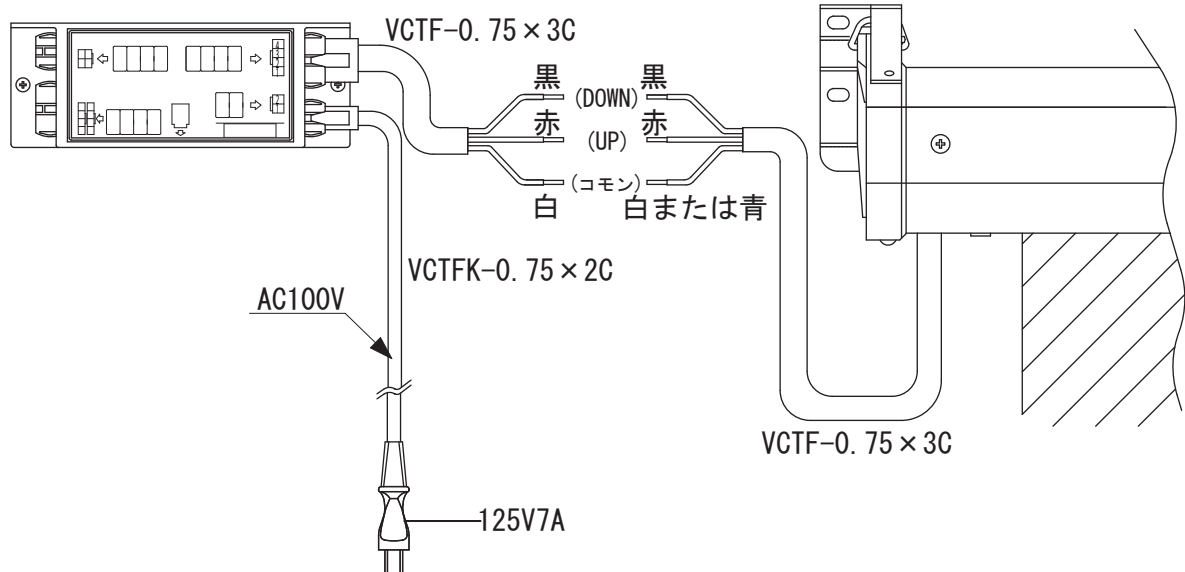 VCTF-0.75×3C
黒 (DOWN) 黒
赤 (UP) 赤
(コモン)
白 白または青
VCTFK-0.75×2C
AC100V
VCTF-0.75×3C
125V7A